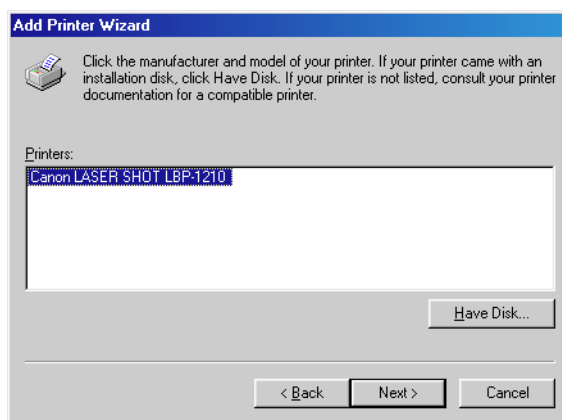 Add Printer Wizard
Click the manufacturer and model of your printer. If your printer came with an
installation disk, click Have Disk. If your printer is not listed, consult your printer
documentation for a compatible printer.
Printers:
Canon LASER SHOT LBP-1210
Have Disk...
< Back
Next >
Cancel